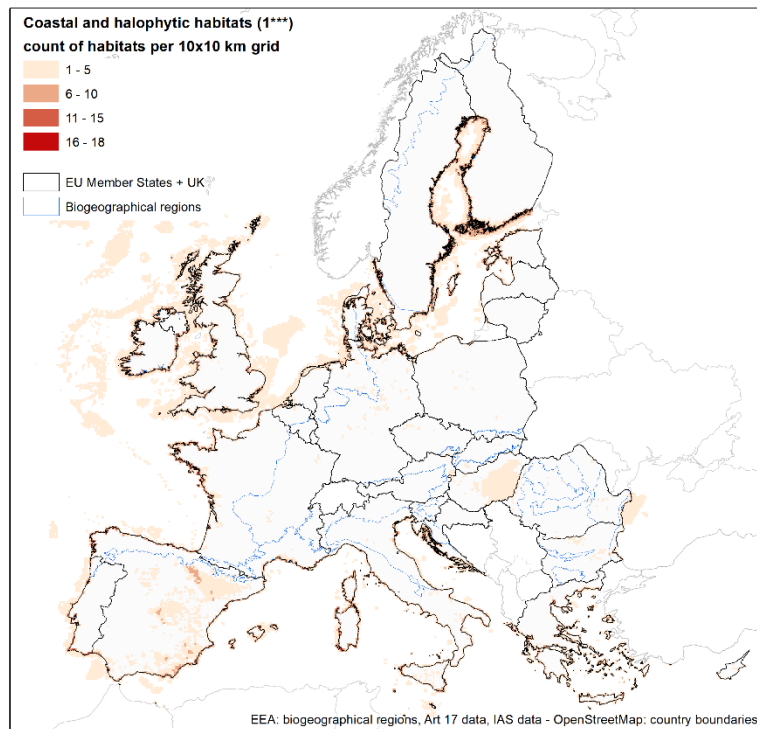 Coastal and halophytic habitats (1***)
count of habitats per 10x10 km grid
1 - 5
6 - 10
11 - 15
16 - 18
EU Member States + UK
Biogeographical regions
EEA: biogeographical regions, Art 17 data, IAS data - OpenStreetMap: country boundaries